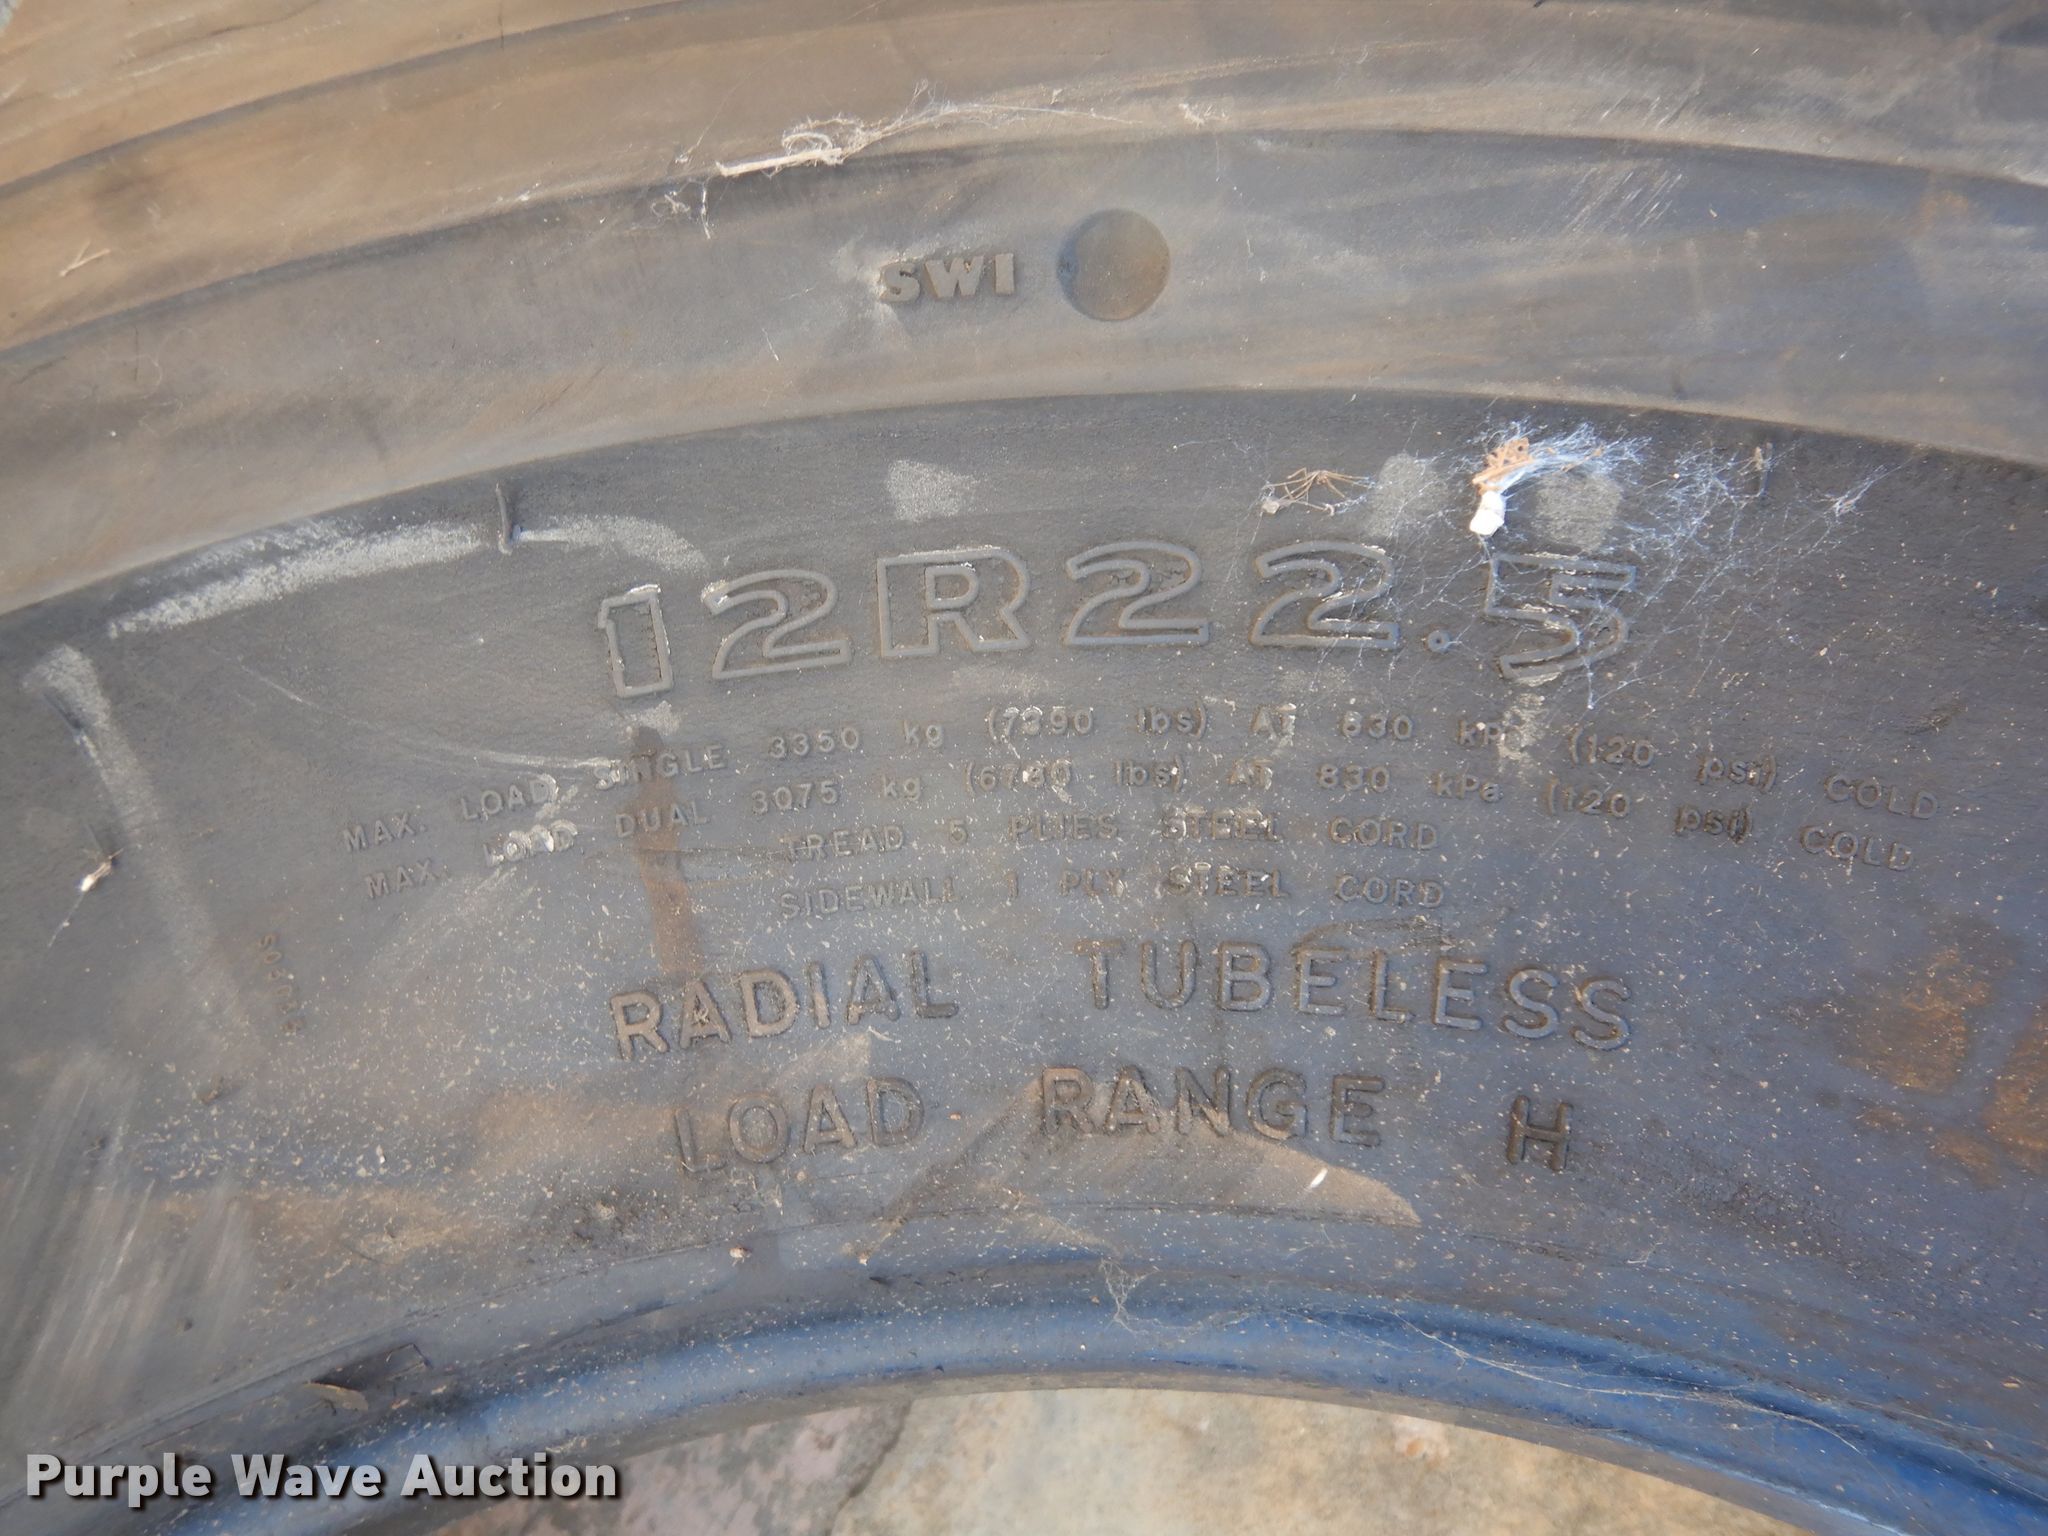 SWI
12R22.5
MAX. LOAD SINGLE 3350 kg (7390 lbs) AT 830 kPa (120 psi) COLD
MAX. LOAD DUAL 3075 kg (6780 lbs) AT 830 kPa (120 psi) COLD
TREAD 5 PLIES STEEL CORD
SIDEWALL 1 PLY STEEL CORD
RADIAL TUBELESS
LOAD RANGE H
Purple Wave Auction